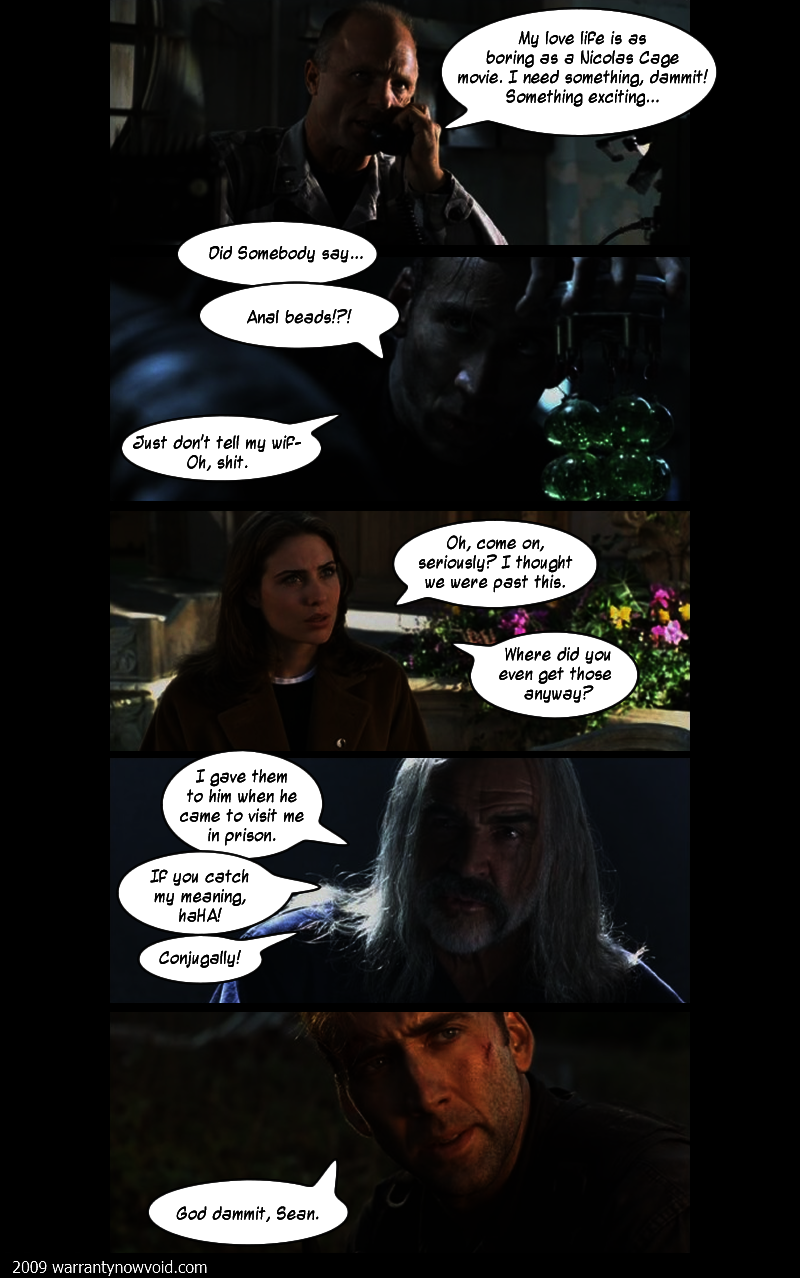 My love life is as
boring as a Nicolas Cage
movie. I need something, dammit!
Something exciting...
Did Somebody say...
Anal beads!?!
Just don't tell my wif-
Oh, shit.
Oh, come on,
seriously? I thought
we were past this.
Where did you
even get those
anyway?
I gave them
to him when he
came to visit me
in prison.
If you catch
my meaning,
haHA!
Conjugally!
God dammit, Sean.
2009 warrantynowvoid.com